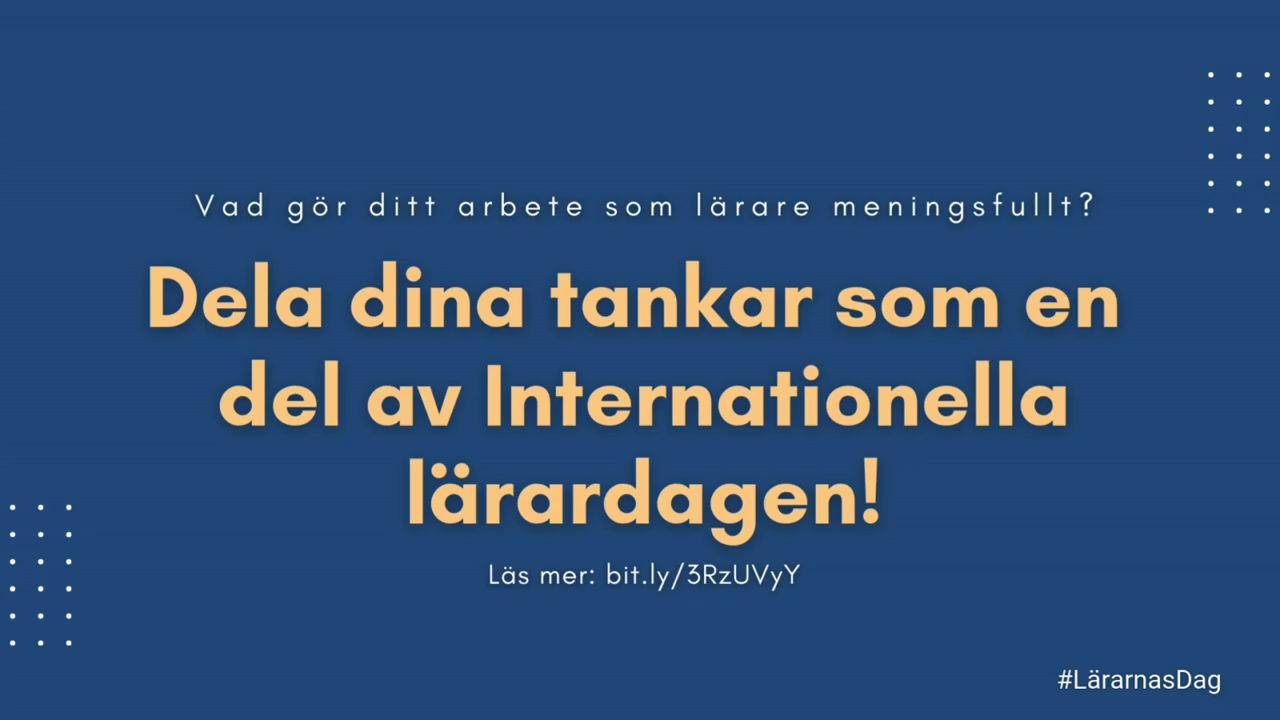 Vad gör ditt arbete som lärare meningsfullt?
Dela dina tankar som en
del av Internationella
lärardagen!
Läs mer: bit.ly/3RzUVyY
#LärarnasDag